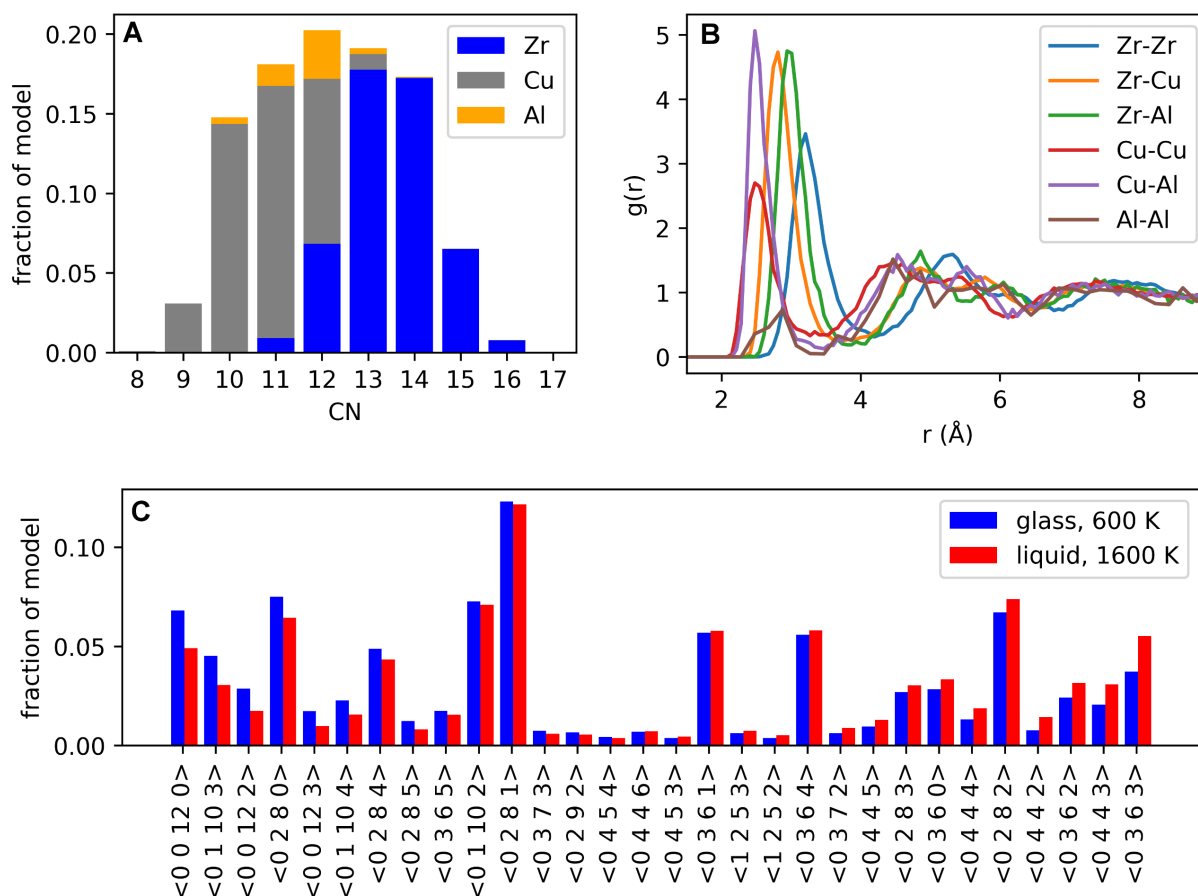 A
Zr
Cu
Al
fraction of model
0.20
0.15
0.10
0.05
0.00
8 9 10 11 12 13 14 15 16 17
CN
B
Zr-Zr
Zr-Cu
Zr-Al
Cu-Cu
Cu-Al
Al-Al
g(r)
5
4
3
2
1
0
2 4 6 8
r (Å)
C
glass, 600 K
liquid, 1600 K
fraction of model
0.10
0.05
0.00
<0 0 12 0>
<0 1 10 3>
<0 0 12 2>
<0 2 8 0>
<0 0 12 3>
<0 1 10 4>
<0 2 8 4>
<0 2 8 5>
<0 3 6 5>
<0 1 10 2>
<0 2 8 1>
<0 3 7 3>
<0 2 9 2>
<0 4 5 4>
<0 4 4 6>
<0 4 5 3>
<0 3 6 1>
<1 2 5 3>
<1 2 5 2>
<0 3 6 4>
<0 3 7 2>
<0 4 4 5>
<0 2 8 3>
<0 3 6 0>
<0 4 4 4>
<0 2 8 2>
<0 4 4 2>
<0 3 6 2>
<0 4 4 3>
<0 3 6 3>